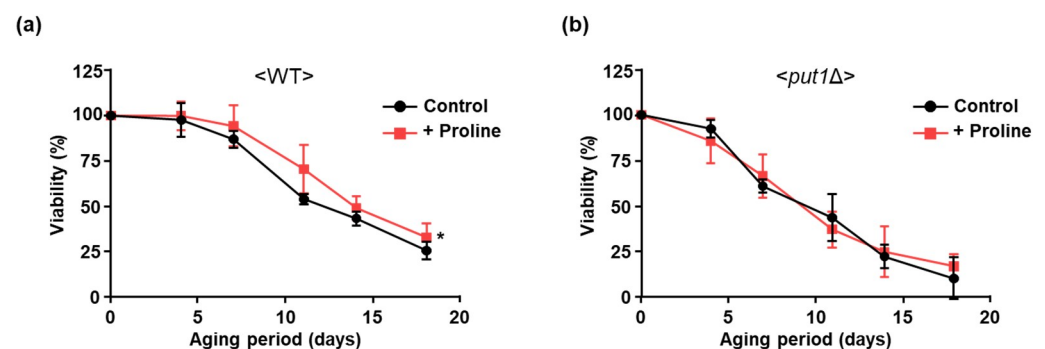 (a)
<WT>
Viability (%)
125
100
75
50
25
0
Control
+ Proline
*
0 5 10 15 20
Aging period (days)
(b)
<put1Δ>
Viability (%)
125
100
75
50
25
0
Control
+ Proline
0 5 10 15 20
Aging period (days)